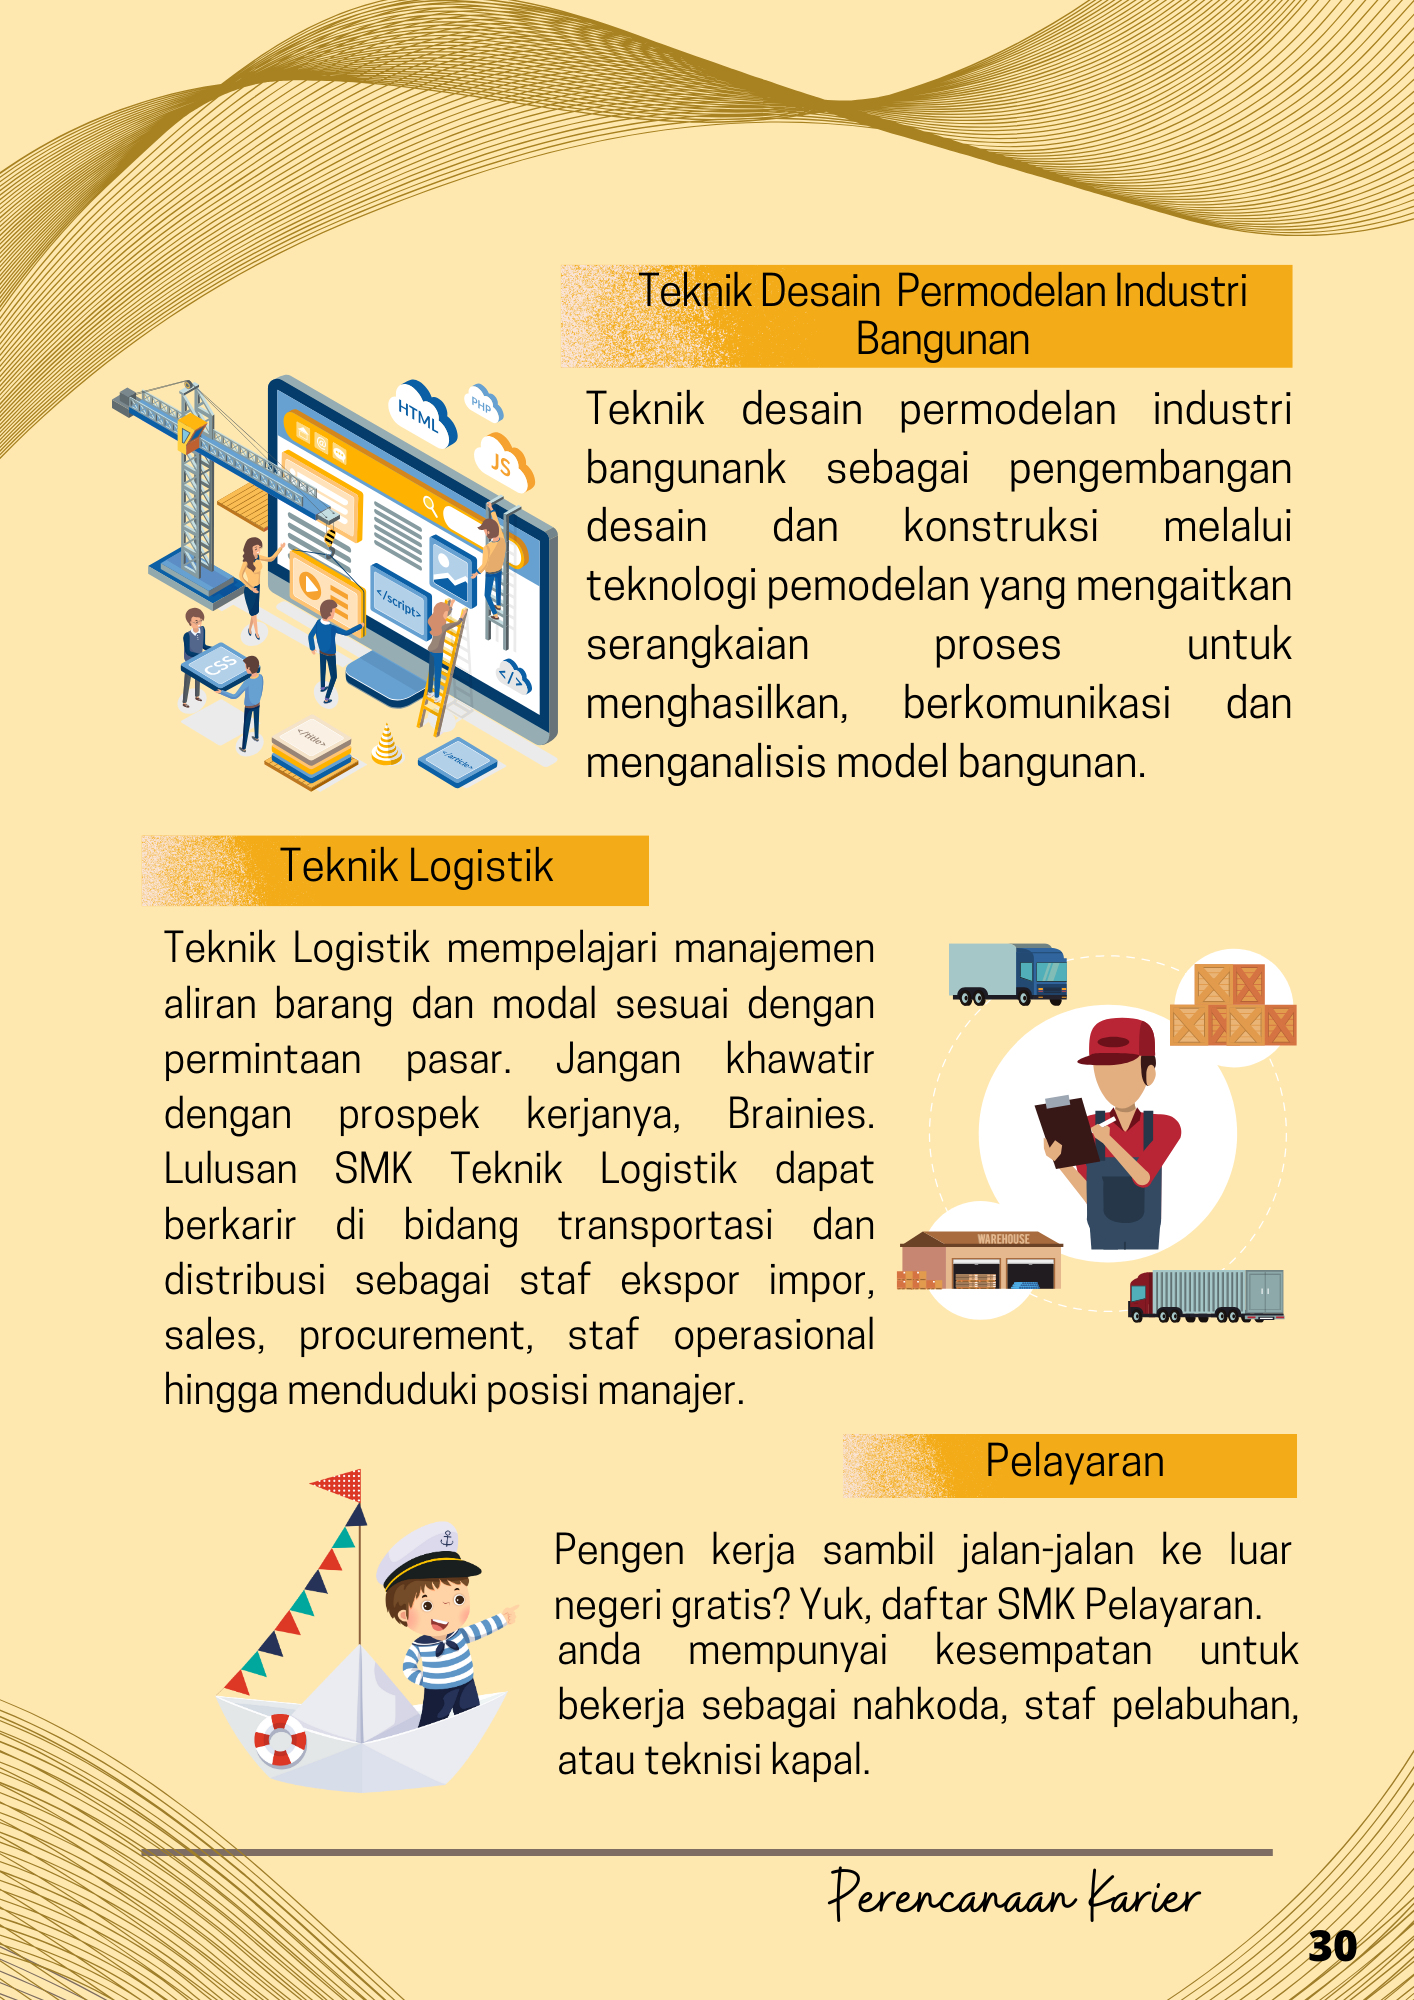 Teknik Desain Permodelan Industri
Bangunan
HTML
PHP
JS
</script>
CSS
</>
</title>
</article>
Teknik desain permodelan industri
bangunank sebagai pengembangan
desain dan konstruksi melalui
teknologi pemodelan yang mengaitkan
serangkaian proses untuk
menghasilkan, berkomunikasi dan
menganalisis model bangunan.
Teknik Logistik
Teknik Logistik mempelajari manajemen
aliran barang dan modal sesuai dengan
permintaan pasar. Jangan khawatir
dengan prospek kerjanya, Brainies.
Lulusan SMK Teknik Logistik dapat
berkarir di bidang transportasi dan
distribusi sebagai staf ekspor impor,
sales, procurement, staf operasional
hingga menduduki posisi manajer.
WAREHOUSE
Pelayaran
Pengen kerja sambil jalan-jalan ke luar
negeri gratis? Yuk, daftar SMK Pelayaran.
anda mempunyai kesempatan untuk
bekerja sebagai nahkoda, staf pelabuhan,
atau teknisi kapal.
Perencanaan Karier
30